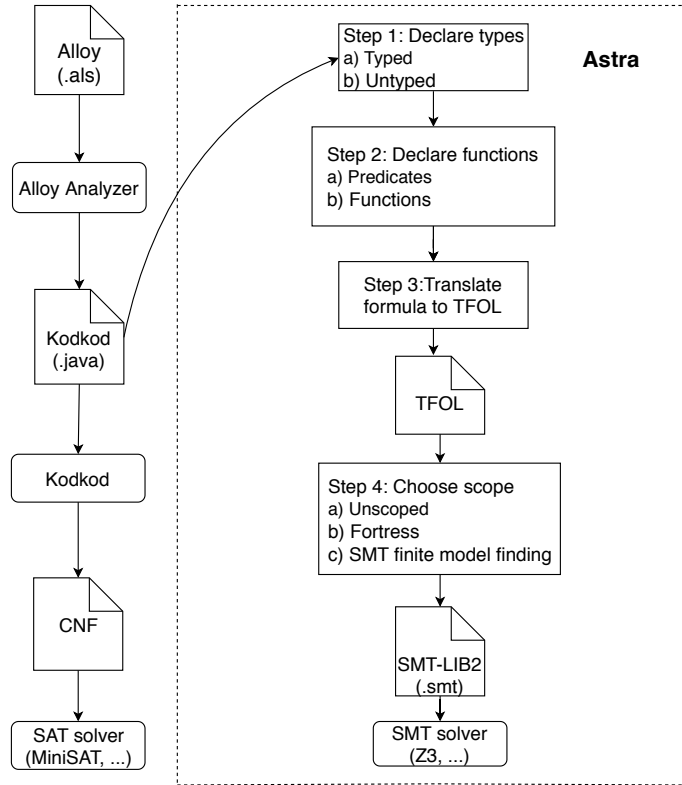 Alloy
(.als)
Alloy Analyzer
Kodkod
(.java)
Kodkod
CNF
SAT solver
(MiniSAT, ...)
Astra
Step 1: Declare types
a) Typed
b) Untyped
Step 2: Declare functions
a) Predicates
b) Functions
Step 3:Translate
formula to TFOL
TFOL
Step 4: Choose scope
a) Unscoped
b) Fortress
c) SMT finite model finding
SMT-LIB2
(.smt)
SMT solver
(Z3, ...)